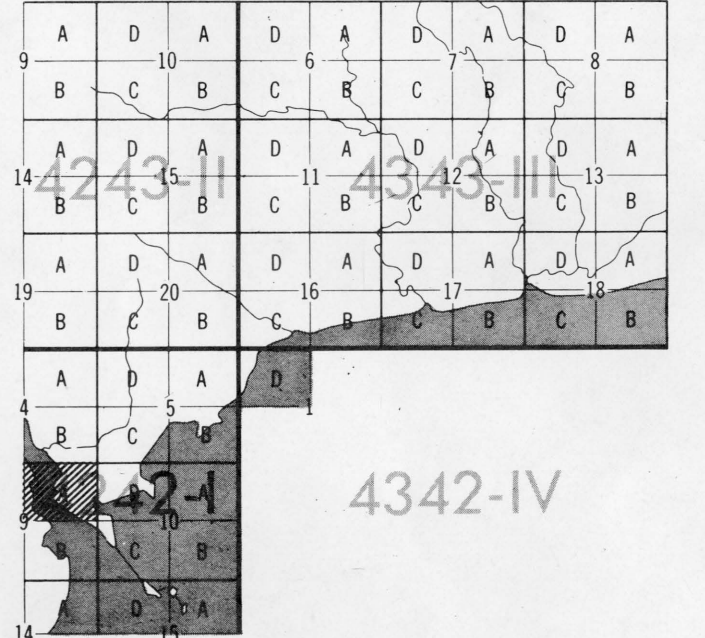 A D A D A D A D A
9 10 6 7 8
B C B C B C B C B
A D A D A D A D A
14 4243-II 15 11 4343-III 12 13
B C B C B C B C B
A D A D A D A D A
19 20 16 17 18
B C B C B C B C B
A D A D
4 5 1
B C B
A 4242-I D A 4342-IV
9 10
B C B
A D A
14 15